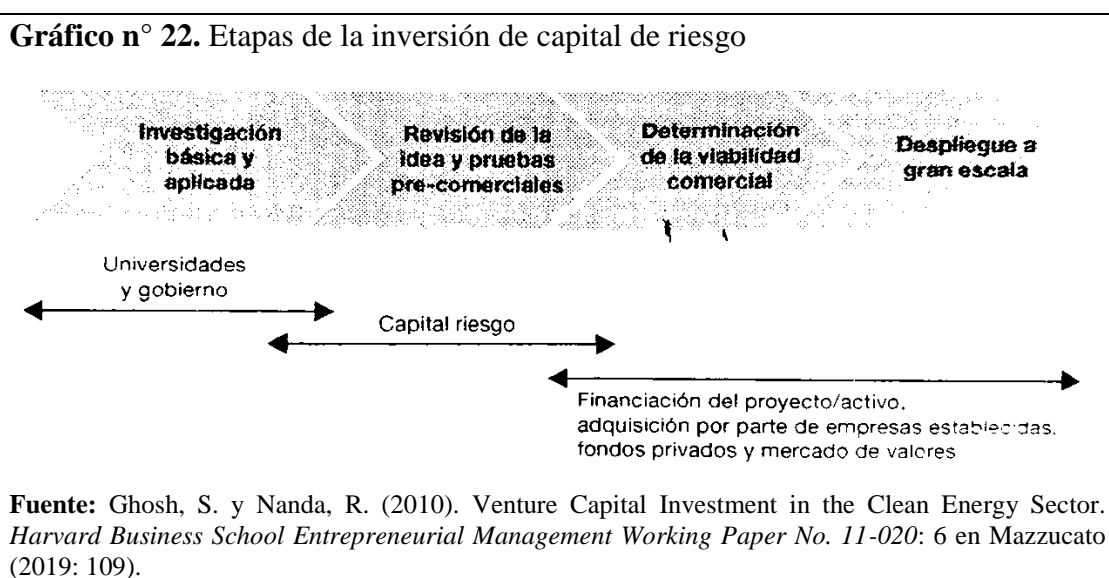 Gráfico n° 22. Etapas de la inversión de capital de riesgo
Investigación
básica y
aplicada
Revisión de la
idea y pruebas
pre-comerciales
Determinación
de la viabilidad
comercial
Despliegue a
gran escala
Universidades
y gobierno
Capital riesgo
Financiación del proyecto/activo,
adquisición por parte de empresas establecidas,
fondos privados y mercado de valores
Fuente: Ghosh, S. y Nanda, R. (2010). Venture Capital Investment in the Clean Energy Sector.
Harvard Business School Entrepreneurial Management Working Paper No. 11-020: 6 en Mazzucato
(2019: 109).